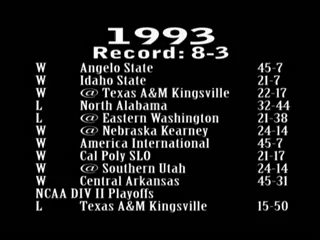 1993
Record: 8-3
W Angelo State 45-7
W Idaho State 21-7
W @ Texas A&M Kingsville 22-17
L North Alabama 32-44
L @ Eastern Washington 21-38
W @ Nebraska Kearney 24-14
W America International 45-7
W Cal Poly SLO 21-17
W @ Southern Utah 24-14
W Central Arkansas 45-31
NCAA DIV II Playoffs
L Texas A&M Kingsville 15-50